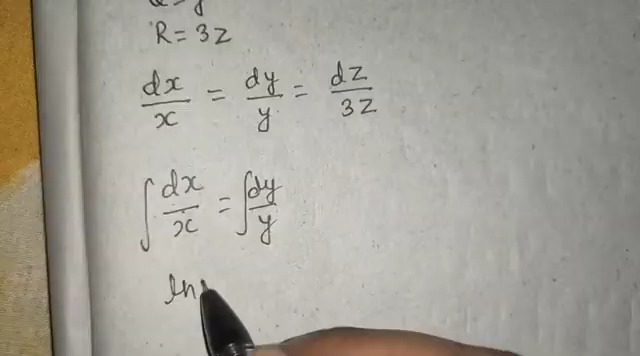 R = 3z
dx/x = dy/y = dz/3z
∫ dx/x = ∫ dy/y
ln